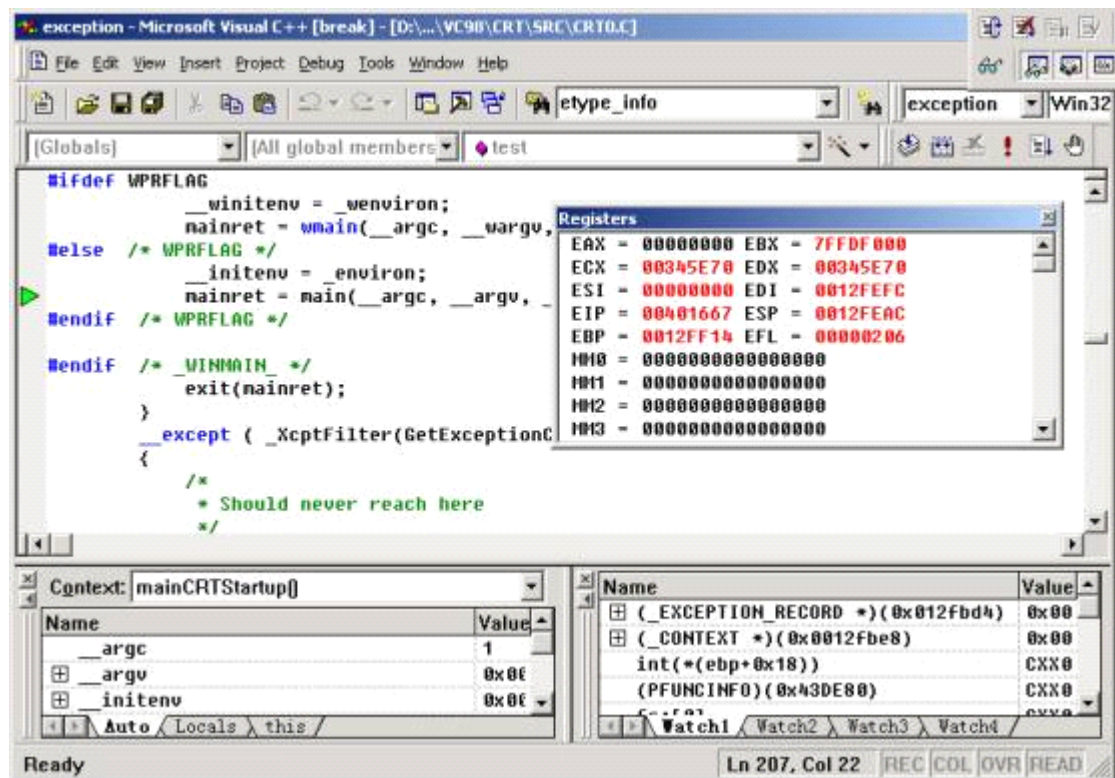 exception - Microsoft Visual C++ [break] - [D:\...\VC98\CRT\SRC\CRT0.C]
File Edit View Insert Project Debug Tools Window Help
etype_info
exception
Win32
(Globals)
(All global members
test
#ifdef WPRFLAG
__winitenv = _wenviron;
mainret = wmain(__argc, __wargv,
#else /* WPRFLAG */
__initenv = _environ;
mainret = main(__argc, __argv, _
#endif /* WPRFLAG */
#endif /* _WINMAIN_ */
exit(mainret);
}
__except ( _XcptFilter(GetExceptionC
{
/*
* Should never reach here
*/
Registers
EAX = 00000000 EBX = 7FFDF000
ECX = 00345E70 EDX = 00345E70
ESI = 00000000 EDI = 0012FEFC
EIP = 00401667 ESP = 0012FEAC
EBP = 0012FF14 EFL = 00000206
MM0 = 0000000000000000
MM1 = 0000000000000000
MM2 = 0000000000000000
MM3 = 0000000000000000
Context: mainCRTStartup()
Name Value
__argc 1
__argv 0x00
__initenv 0x00
Auto Locals this
Name Value
(_EXCEPTION_RECORD *)(0x012fbd4) 0x00
(_CONTEXT *)(0x0012fbe8) 0x00
int(*(ebp+0x18)) CXX0
(PFUNCINFO)(0x43DE80) CXX0
Watch1 Watch2 Watch3 Watch4
Ready
Ln 207, Col 22 REC COL OVR READ